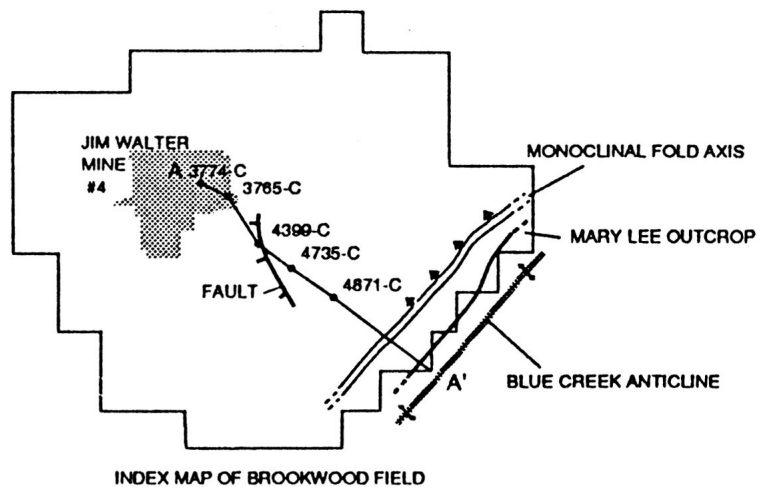 JIM WALTER
MINE
#4
A 3774-C
3765-C
4399-C
4735-C
4871-C
FAULT
MONOCLINAL FOLD AXIS
MARY LEE OUTCROP
BLUE CREEK ANTICLINE
A'
INDEX MAP OF BROOKWOOD FIELD